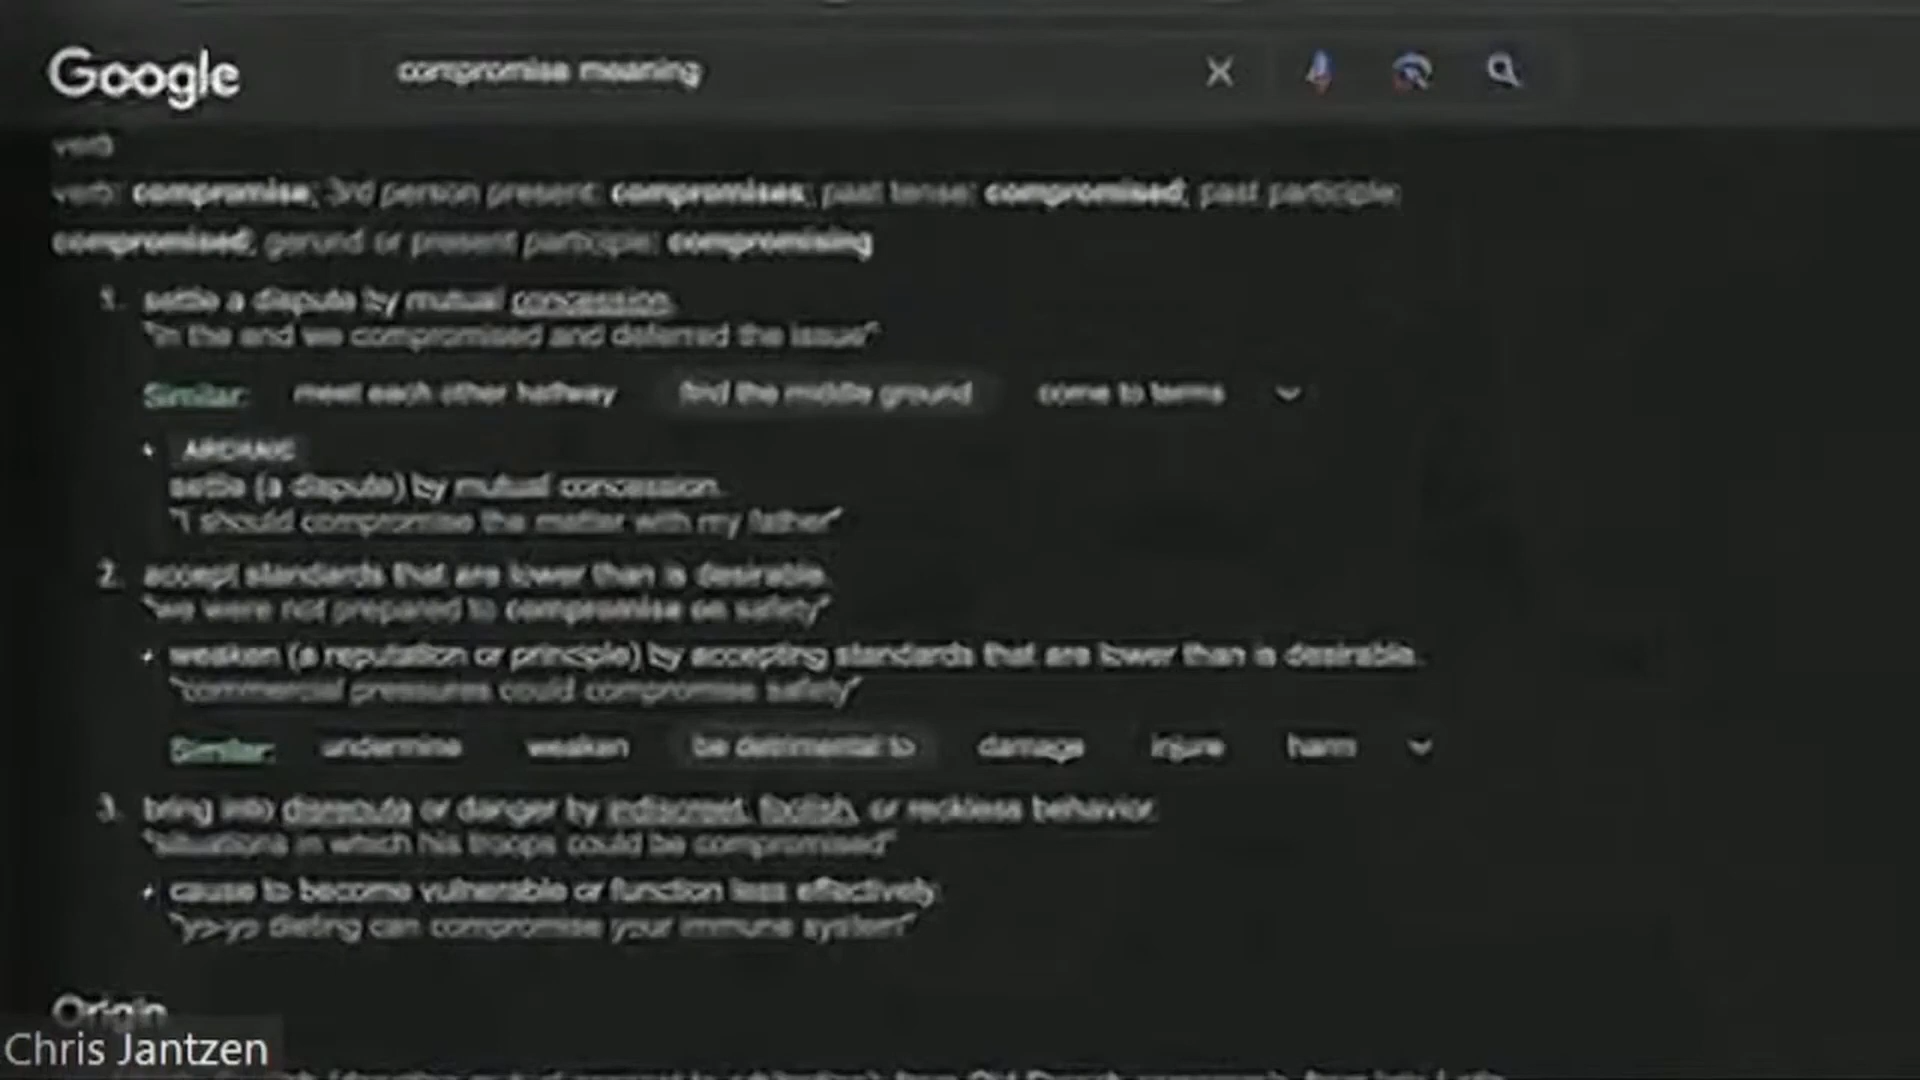 Google
compromise meaning
verb
verb: compromise; 3rd person present: compromises; past tense: compromised; past participle:
compromised; gerund or present participle: compromising
1. settle a dispute by mutual concession.
"in the end we compromised and deferred the issue"
Similar: meet each other halfway find the middle ground come to terms
• ARCHAIC
settle (a dispute) by mutual concession.
"I should compromise the matter with my father"
2. accept standards that are lower than is desirable.
"we were not prepared to compromise on safety"
• weaken (a reputation or principle) by accepting standards that are lower than is desirable.
"commercial pressures could compromise safety"
Similar: undermine weaken be detrimental to damage injure harm
3. bring into disrepute or danger by indiscreet, foolish, or reckless behavior.
"situations in which his troops could be compromised"
• cause to become vulnerable or function less effectively.
"yo-yo dieting can compromise your immune system"
Origin
Chris Jantzen